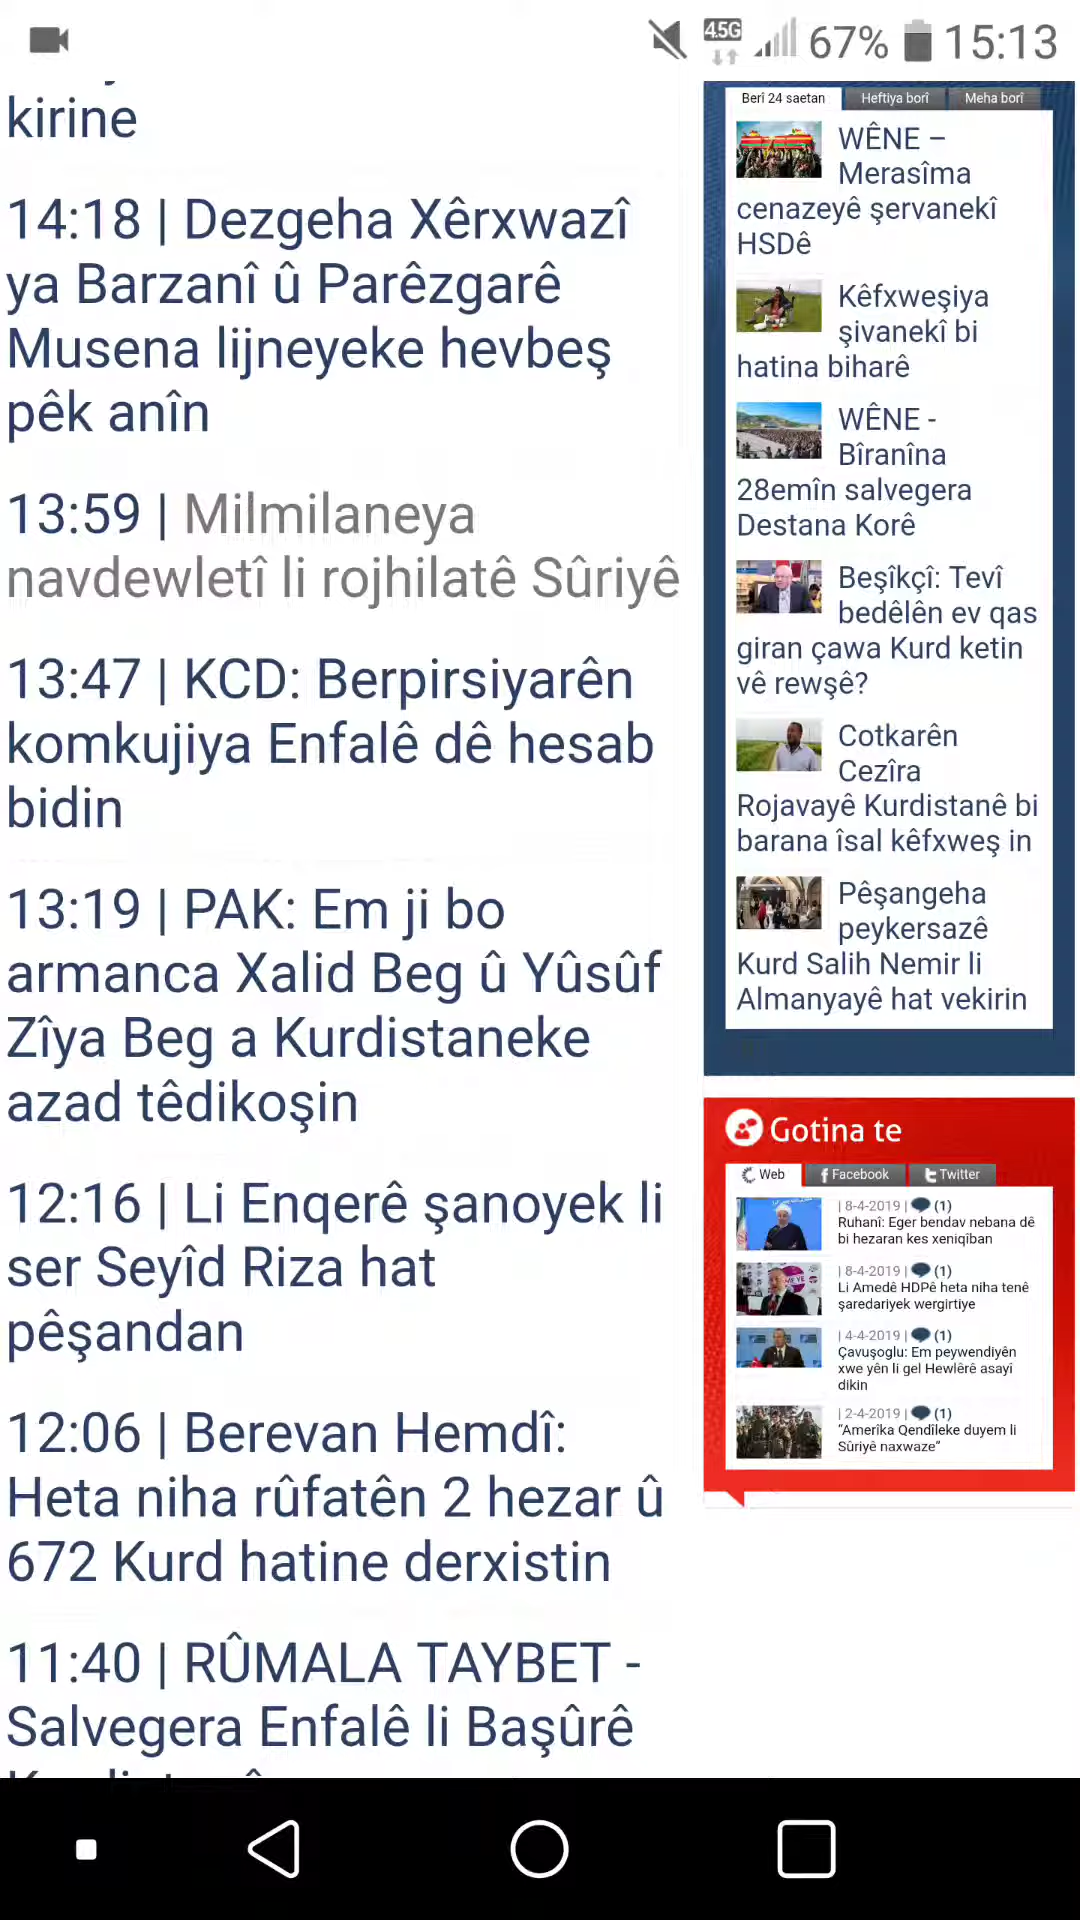 4.5G 67% 15:13
kirine
14:18 | Dezgeha Xêrxwazî
ya Barzanî û Parêzgarê
Musena lijneyeke hevbeş
pêk anîn
13:59 | Milmilaneya
navdewletî li rojhilatê Sûriyê
13:47 | KCD: Berpirsiyarên
komkujiya Enfalê dê hesab
bidin
13:19 | PAK: Em ji bo
armanca Xalid Beg û Yûsûf
Zîya Beg a Kurdistaneke
azad têdikoşin
12:16 | Li Enqerê şanoyek li
ser Seyîd Riza hat
pêşandan
12:06 | Berevan Hemdî:
Heta niha rûfatên 2 hezar û
672 Kurd hatine derxistin
11:40 | RÛMALA TAYBET -
Salvegera Enfalê li Başûrê
Berî 24 saetan Heftiya borî Meha borî
WÊNE –
Merasîma
cenazeyê şervanekî
HSDê
Kêfxweşiya
şivanekî bi
hatina biharê
WÊNE -
Bîranîna
28emîn salvegera
Destana Korê
Beşîkçî: Tevî
bedêlên ev qas
giran çawa Kurd ketin
vê rewşê?
Cotkarên
Cezîra
Rojavayê Kurdistanê bi
barana îsal kêfxweş in
Pêşangeha
peykersazê
Kurd Salih Nemir li
Almanyayê hat vekirin
Gotina te
Web Facebook Twitter
| 8-4-2019 | (1)
Ruhanî: Eger bendav nebana dê
bi hezaran kes xeniqîban
| 8-4-2019 | (1)
Li Amedê HDPê heta niha tenê
şaredariyek wergirtiye
| 4-4-2019 | (1)
Çavuşoglu: Em peywendiyên
xwe yên li gel Hewlêrê asayî
dikin
| 2-4-2019 | (1)
“Amerîka Qendîleke duyem li
Sûriyê naxwaze”